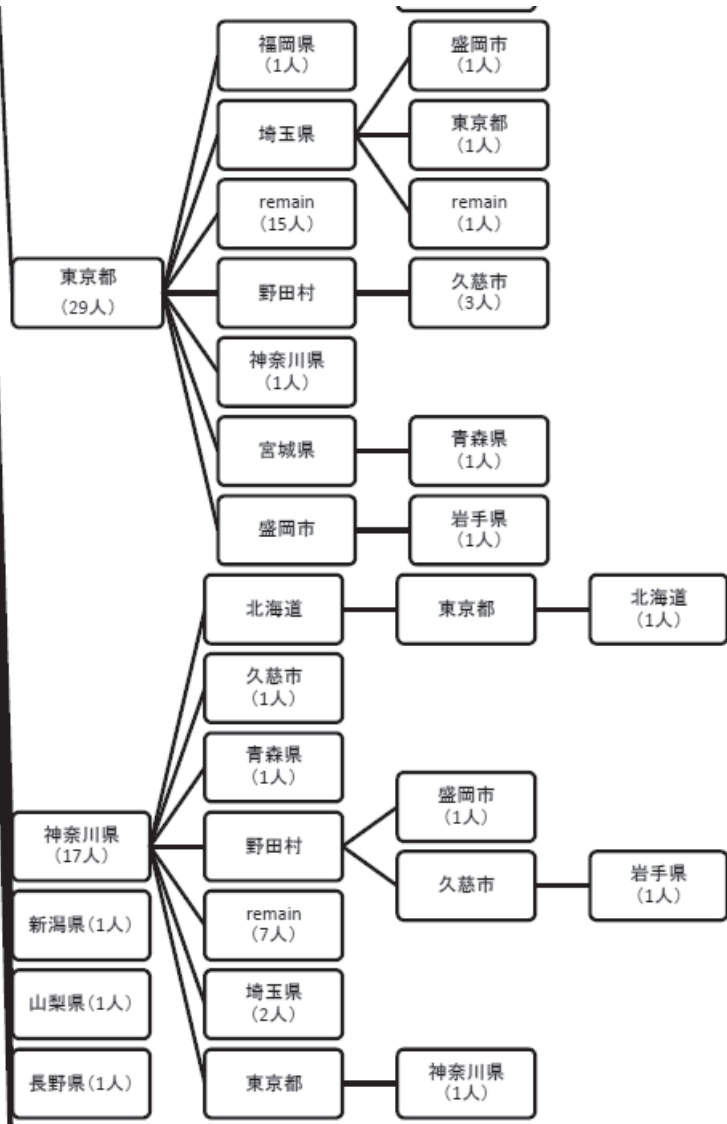 福岡県
（1人）
盛岡市
（1人）
埼玉県
東京都
（1人）
remain
（15人）
remain
（1人）
東京都
（29人）
野田村
久慈市
（3人）
神奈川県
（1人）
宮城県
青森県
（1人）
盛岡市
岩手県
（1人）
北海道
東京都
北海道
（1人）
久慈市
（1人）
青森県
（1人）
神奈川県
（17人）
野田村
盛岡市
（1人）
久慈市
岩手県
（1人）
新潟県（1人）
remain
（7人）
山梨県（1人）
埼玉県
（2人）
長野県（1人）
東京都
神奈川県
（1人）